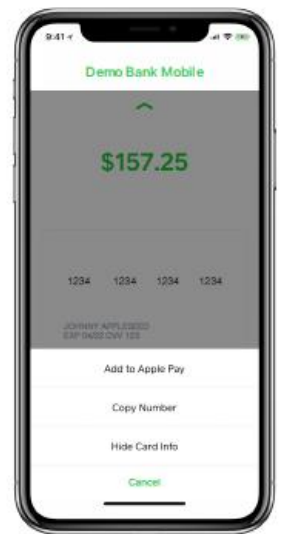 9:41
Demo Bank Mobile
$157.25
1234 1234 1234 1234
JOHNNY APPLESEED
EXP 04/22 CVV 123
Add to Apple Pay
Copy Number
Hide Card Info
Cancel